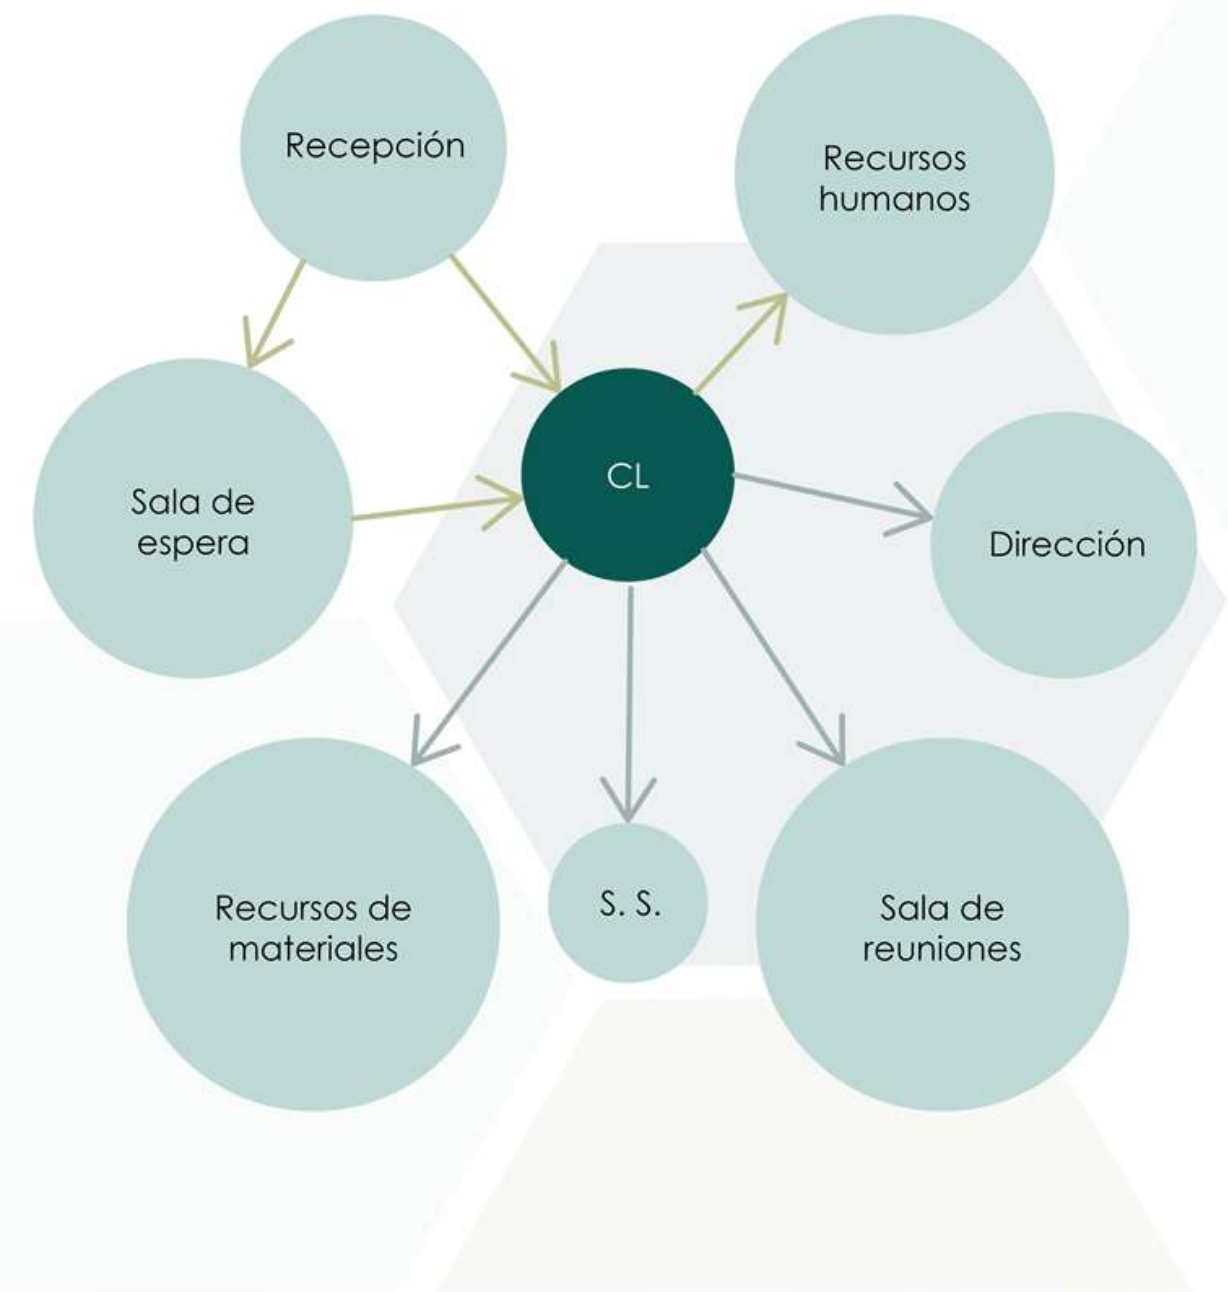 Recepción
Recursos
humanos
CL
Sala de
espera
Dirección
Recursos de
materiales
S. S.
Sala de
reuniones